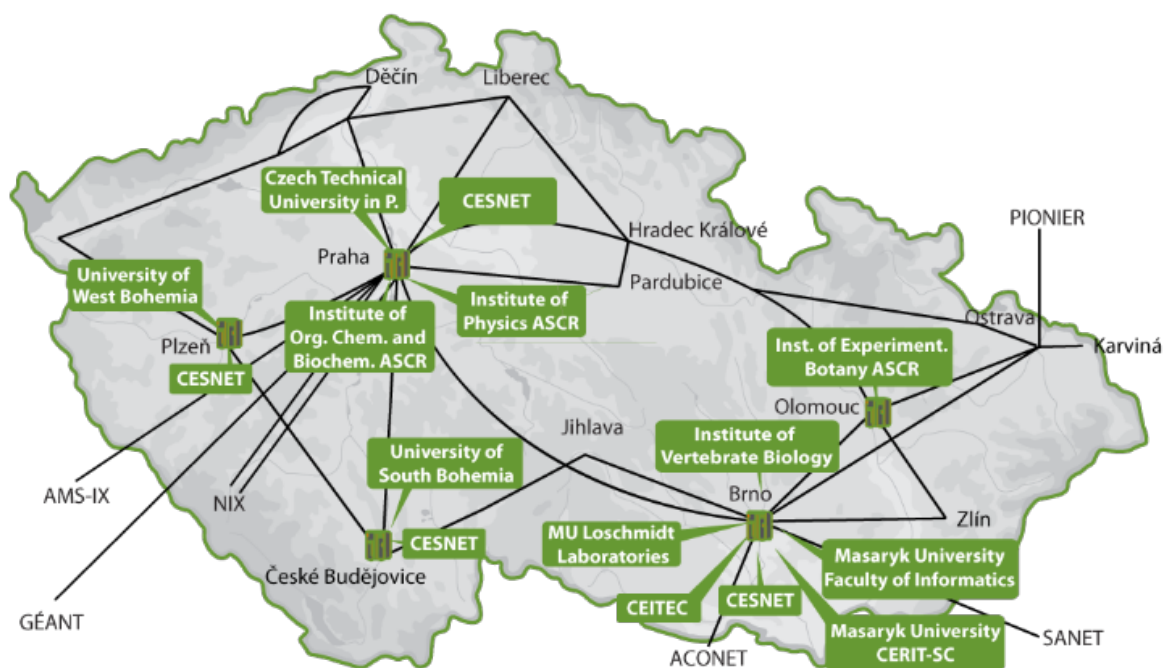 Děčín
Liberec
Czech Technical
University in P.
CESNET
PIONIER
Hradec Králové
Praha
University of
West Bohemia
Pardubice
Institute of
Physics ASCR
Institute of
Org. Chem. and
Biochem. ASCR
Ostrava
Karviná
Plzeň
Inst. of Experiment.
Botany ASCR
CESNET
Olomouc
Jihlava
Institute of
Vertebrate Biology
University of
South Bohemia
AMS-IX
NIX
Brno
Zlín
MU Loschmidt
Laboratories
CESNET
Masaryk University
Faculty of Informatics
České Budějovice
CEITEC
CESNET
GÉANT
SANET
Masaryk University
CERIT-SC
ACONET